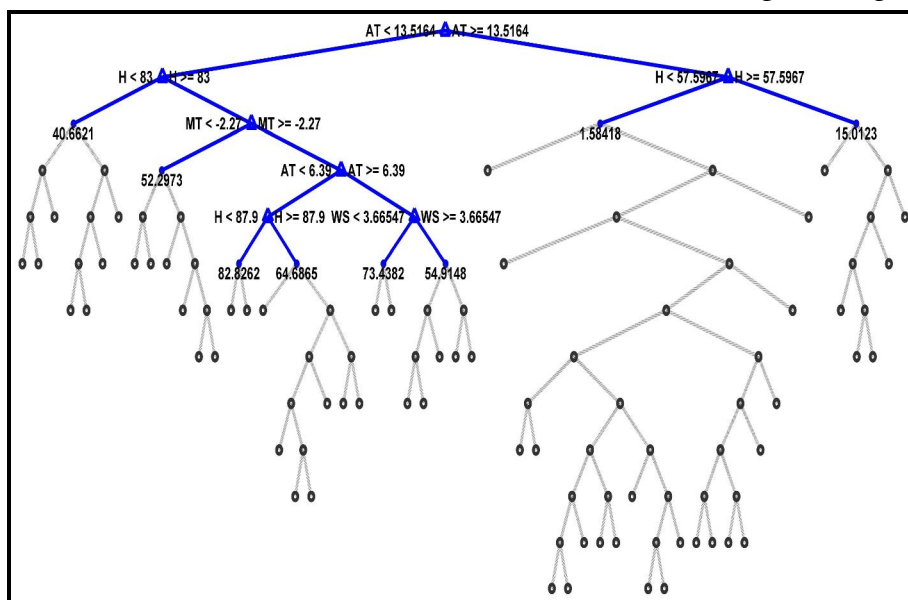 AT < 13.5164 AT >= 13.5164
H < 83 H >= 83 H < 57.5967 H >= 57.5967
40.6621 MT < -2.27 MT >= -2.27 1.58418 15.0123
52.2973 AT < 6.39 AT >= 6.39
H < 87.9 H >= 87.9 WS < 3.66547 WS >= 3.66547
82.8262 64.6865 73.4382 54.9148